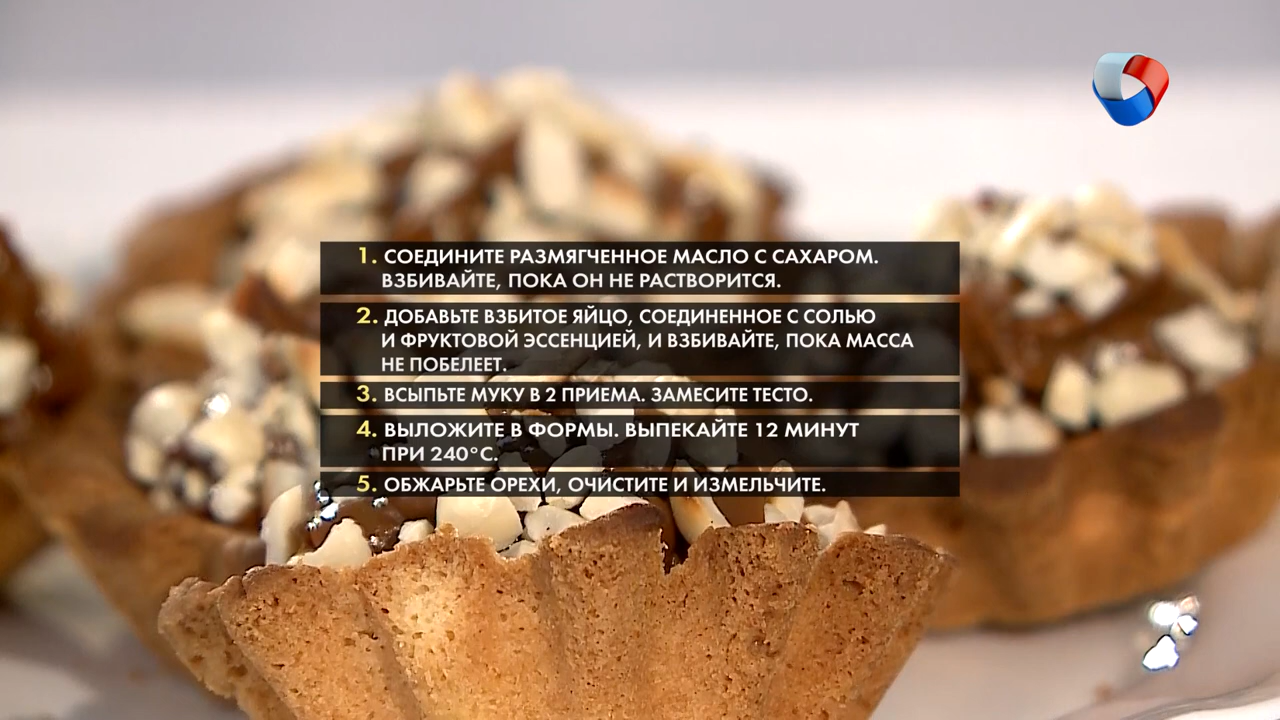 1. СОЕДИНИТЕ РАЗМЯГЧЕННОЕ МАСЛО С САХАРОМ.
ВЗБИВАЙТЕ, ПОКА ОН НЕ РАСТВОРИТСЯ.
2. ДОБАВЬТЕ ВЗБИТОЕ ЯЙЦО, СОЕДИНЕННОЕ С СОЛЬЮ
И ФРУКТОВОЙ ЭССЕНЦИЕЙ, И ВЗБИВАЙТЕ, ПОКА МАССА
НЕ ПОБЕЛЕЕТ.
3. ВСЫПЬТЕ МУКУ В 2 ПРИЕМА. ЗАМЕСИТЕ ТЕСТО.
4. ВЫЛОЖИТЕ В ФОРМЫ. ВЫПЕКАЙТЕ 12 МИНУТ
ПРИ 240°С.
5. ОБЖАРЬТЕ ОРЕХИ, ОЧИСТИТЕ И ИЗМЕЛЬЧИТЕ.